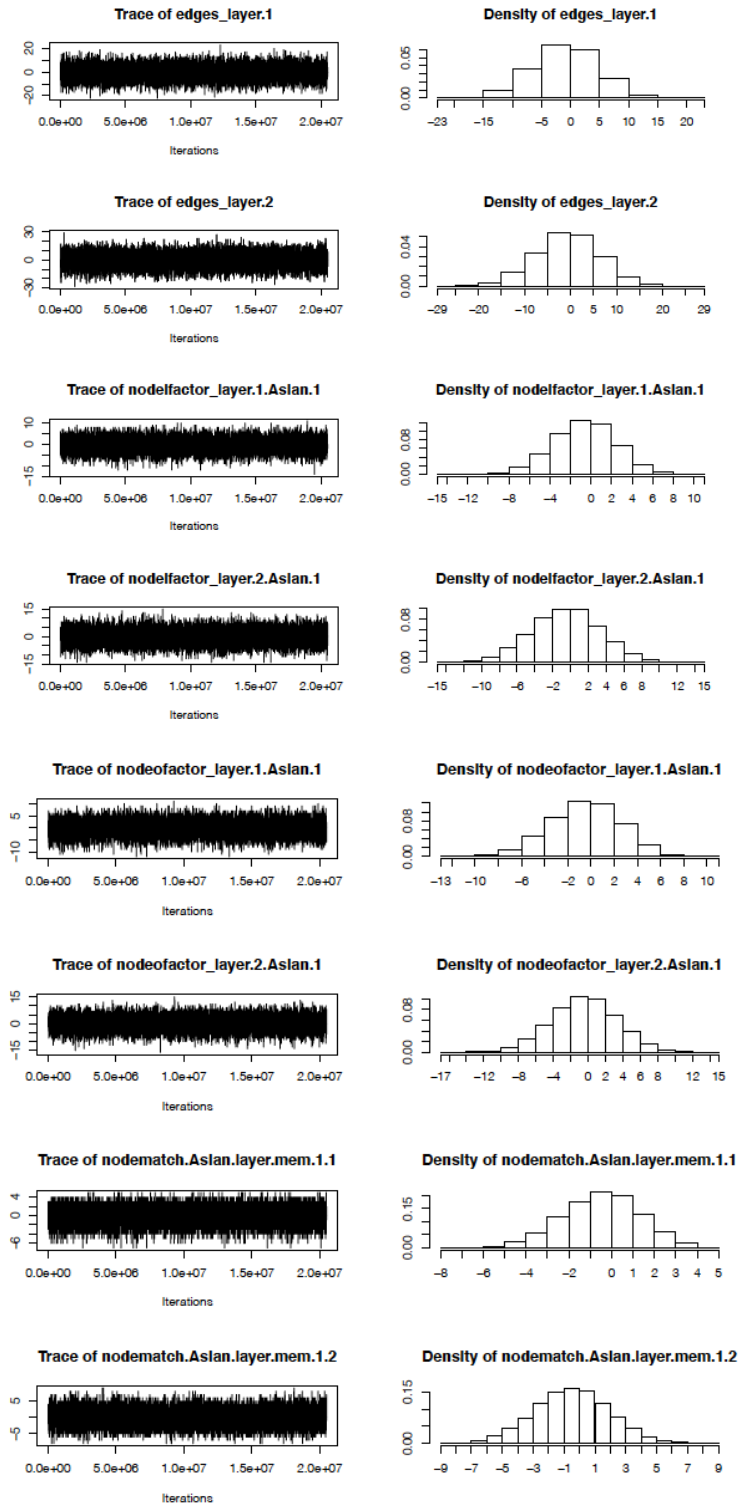 Trace of edges_layer.1
Density of edges_layer.1
20
0
−20
0.0e+00 5.0e+06 1.0e+07 1.5e+07 2.0e+07
Iterations
0.05
0.00
−23 −15 −5 0 5 10 20
Trace of edges_layer.2
Density of edges_layer.2
30
0
−30
0.0e+00 5.0e+06 1.0e+07 1.5e+07 2.0e+07
Iterations
0.04
0.00
−29 −20 −10 0 5 10 20 29
Trace of nodeifactor_layer.1.Asian.1
Density of nodeifactor_layer.1.Asian.1
10
0
−15
0.0e+00 5.0e+06 1.0e+07 1.5e+07 2.0e+07
Iterations
0.08
0.00
−15 −12 −8 −4 0 2 4 6 8 10
Trace of nodeifactor_layer.2.Asian.1
Density of nodeifactor_layer.2.Asian.1
15
0
−15
0.0e+00 5.0e+06 1.0e+07 1.5e+07 2.0e+07
Iterations
0.08
0.00
−15 −10 −6 −2 2 4 6 8 12 15
Trace of nodeofactor_layer.1.Asian.1
Density of nodeofactor_layer.1.Asian.1
5
−10
0.0e+00 5.0e+06 1.0e+07 1.5e+07 2.0e+07
Iterations
0.08
0.00
−13 −10 −6 −2 0 2 4 6 8 10
Trace of nodeofactor_layer.2.Asian.1
Density of nodeofactor_layer.2.Asian.1
15
0
−15
0.0e+00 5.0e+06 1.0e+07 1.5e+07 2.0e+07
Iterations
0.08
0.00
−17 −12 −8 −4 0 2 4 6 8 12 15
Trace of nodematch.Asian.layer.mem.1.1
Density of nodematch.Asian.layer.mem.1.1
4
0
−6
0.0e+00 5.0e+06 1.0e+07 1.5e+07 2.0e+07
Iterations
0.15
0.00
−8 −6 −4 −2 0 1 2 3 4 5
Trace of nodematch.Asian.layer.mem.1.2
Density of nodematch.Asian.layer.mem.1.2
5
−5
0.0e+00 5.0e+06 1.0e+07 1.5e+07 2.0e+07
Iterations
0.15
0.00
−9 −7 −5 −3 −1 1 3 5 7 9